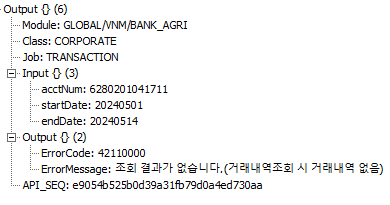 Output {} (6)
Module: GLOBAL/VNM/BANK_AGRI
Class: CORPORATE
Job: TRANSACTION
Input {} (3)
acctNum: 6280201041711
startDate: 20240501
endDate: 20240514
Output {} (2)
ErrorCode: 42110000
ErrorMessage: 조회 결과가 없습니다.(거래내역조회 시 거래내역 없음)
API_SEQ: e9054b525b0d39a31fb79d0a4ed730aa